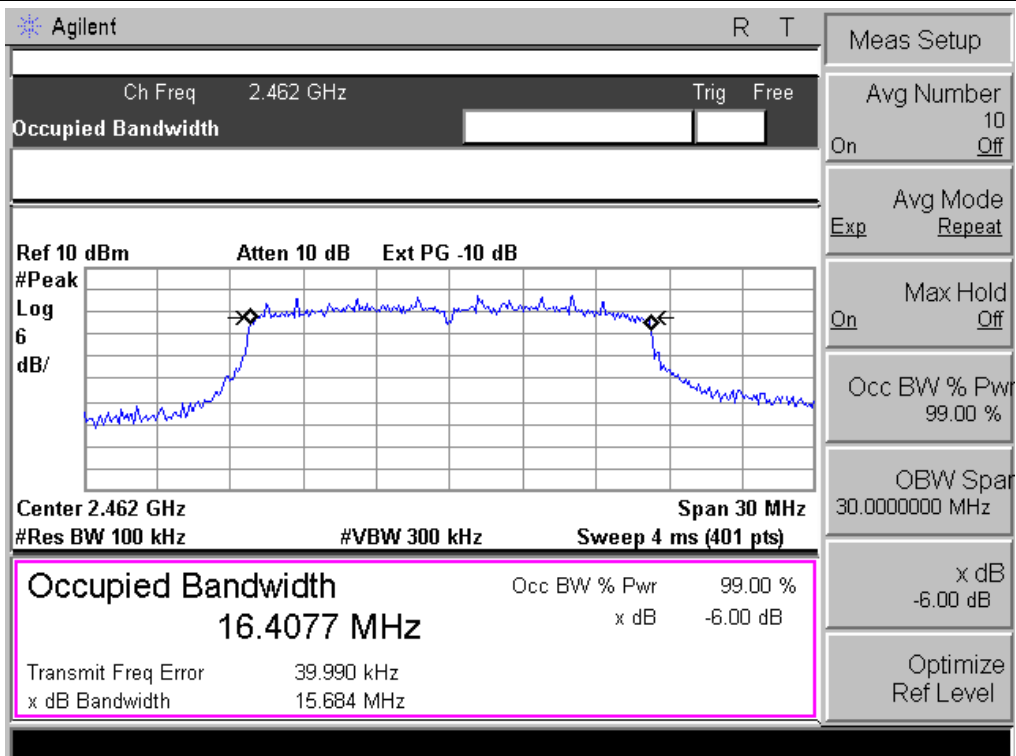 Agilent R T
Ch Freq 2.462 GHz Trig Free
Occupied Bandwidth
Ref 10 dBm Atten 10 dB Ext PG -10 dB
#Peak
Log
6
dB/
Center 2.462 GHz Span 30 MHz
#Res BW 100 kHz #VBW 300 kHz Sweep 4 ms (401 pts)
Occupied Bandwidth Occ BW % Pwr 99.00 %
16.4077 MHz x dB -6.00 dB
Transmit Freq Error 39.990 kHz
x dB Bandwidth 15.684 MHz
Meas Setup
Avg Number
10
On Off
Avg Mode
Exp Repeat
Max Hold
On Off
Occ BW % Pwr
99.00 %
OBW Span
30.0000000 MHz
x dB
-6.00 dB
Optimize
Ref Level